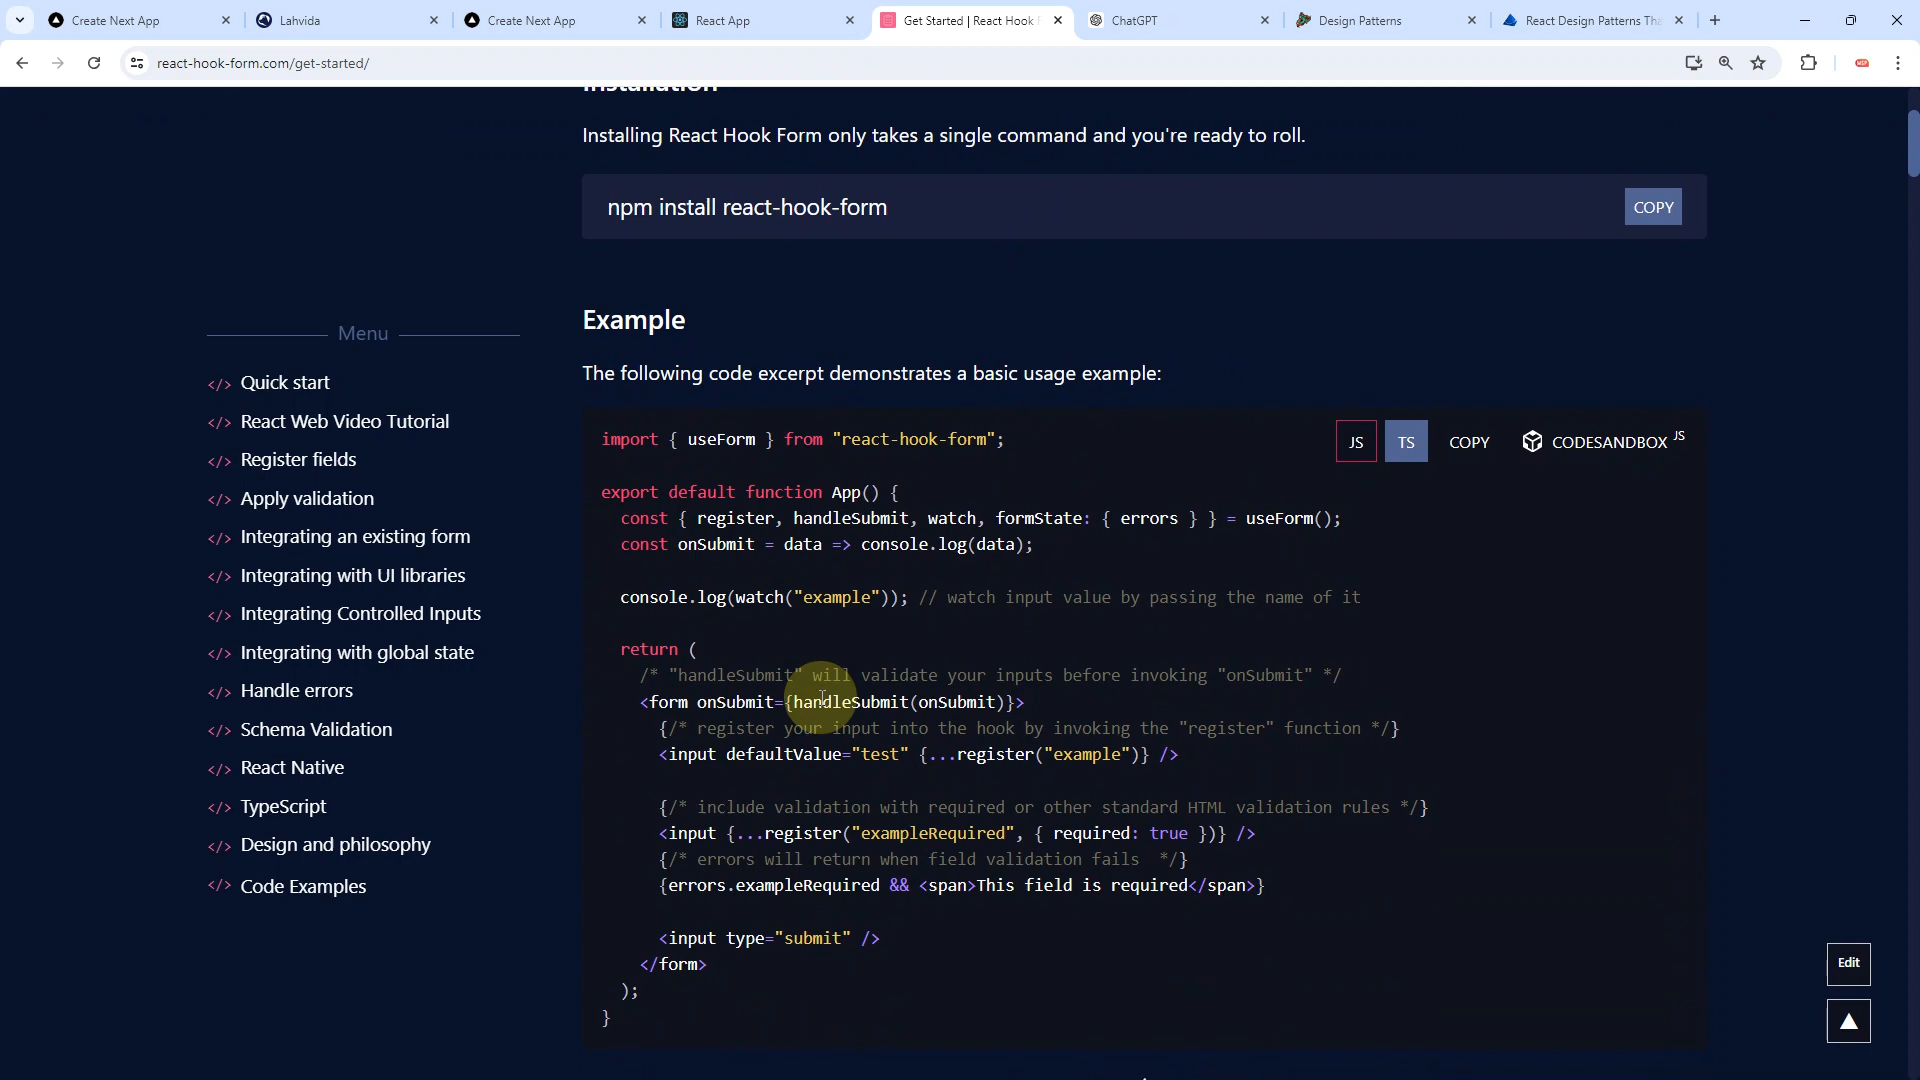 Create Next App
Lahvida
Create Next App
React App
Get Started | React Hook F
ChatGPT
Design Patterns
React Design Patterns Tha
react-hook-form.com/get-started/
Installation
Installing React Hook Form only takes a single command and you're ready to roll.
npm install react-hook-form
COPY
Menu
</> Quick start
</> React Web Video Tutorial
</> Register fields
</> Apply validation
</> Integrating an existing form
</> Integrating with UI libraries
</> Integrating Controlled Inputs
</> Integrating with global state
</> Handle errors
</> Schema Validation
</> React Native
</> TypeScript
</> Design and philosophy
</> Code Examples
Example
The following code excerpt demonstrates a basic usage example:
JS TS COPY CODESANDBOX JS
import { useForm } from "react-hook-form";
export default function App() {
const { register, handleSubmit, watch, formState: { errors } } = useForm();
const onSubmit = data => console.log(data);
console.log(watch("example")); // watch input value by passing the name of it
return (
/* "handleSubmit" will validate your inputs before invoking "onSubmit" */
<form onSubmit={handleSubmit(onSubmit)}>
{/* register your input into the hook by invoking the "register" function */}
<input defaultValue="test" {...register("example")} />
{/* include validation with required or other standard HTML validation rules */}
<input {...register("exampleRequired", { required: true })} />
{/* errors will return when field validation fails  */}
{errors.exampleRequired && <span>This field is required</span>}
<input type="submit" />
</form>
);
}
Edit